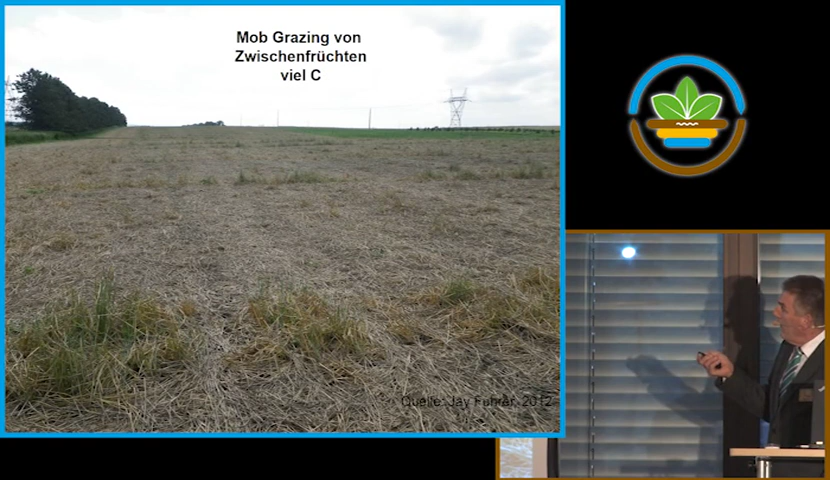 Mob Grazing von
Zwischenfrüchten
viel C
Quelle: Jay Fuhrer, 2012